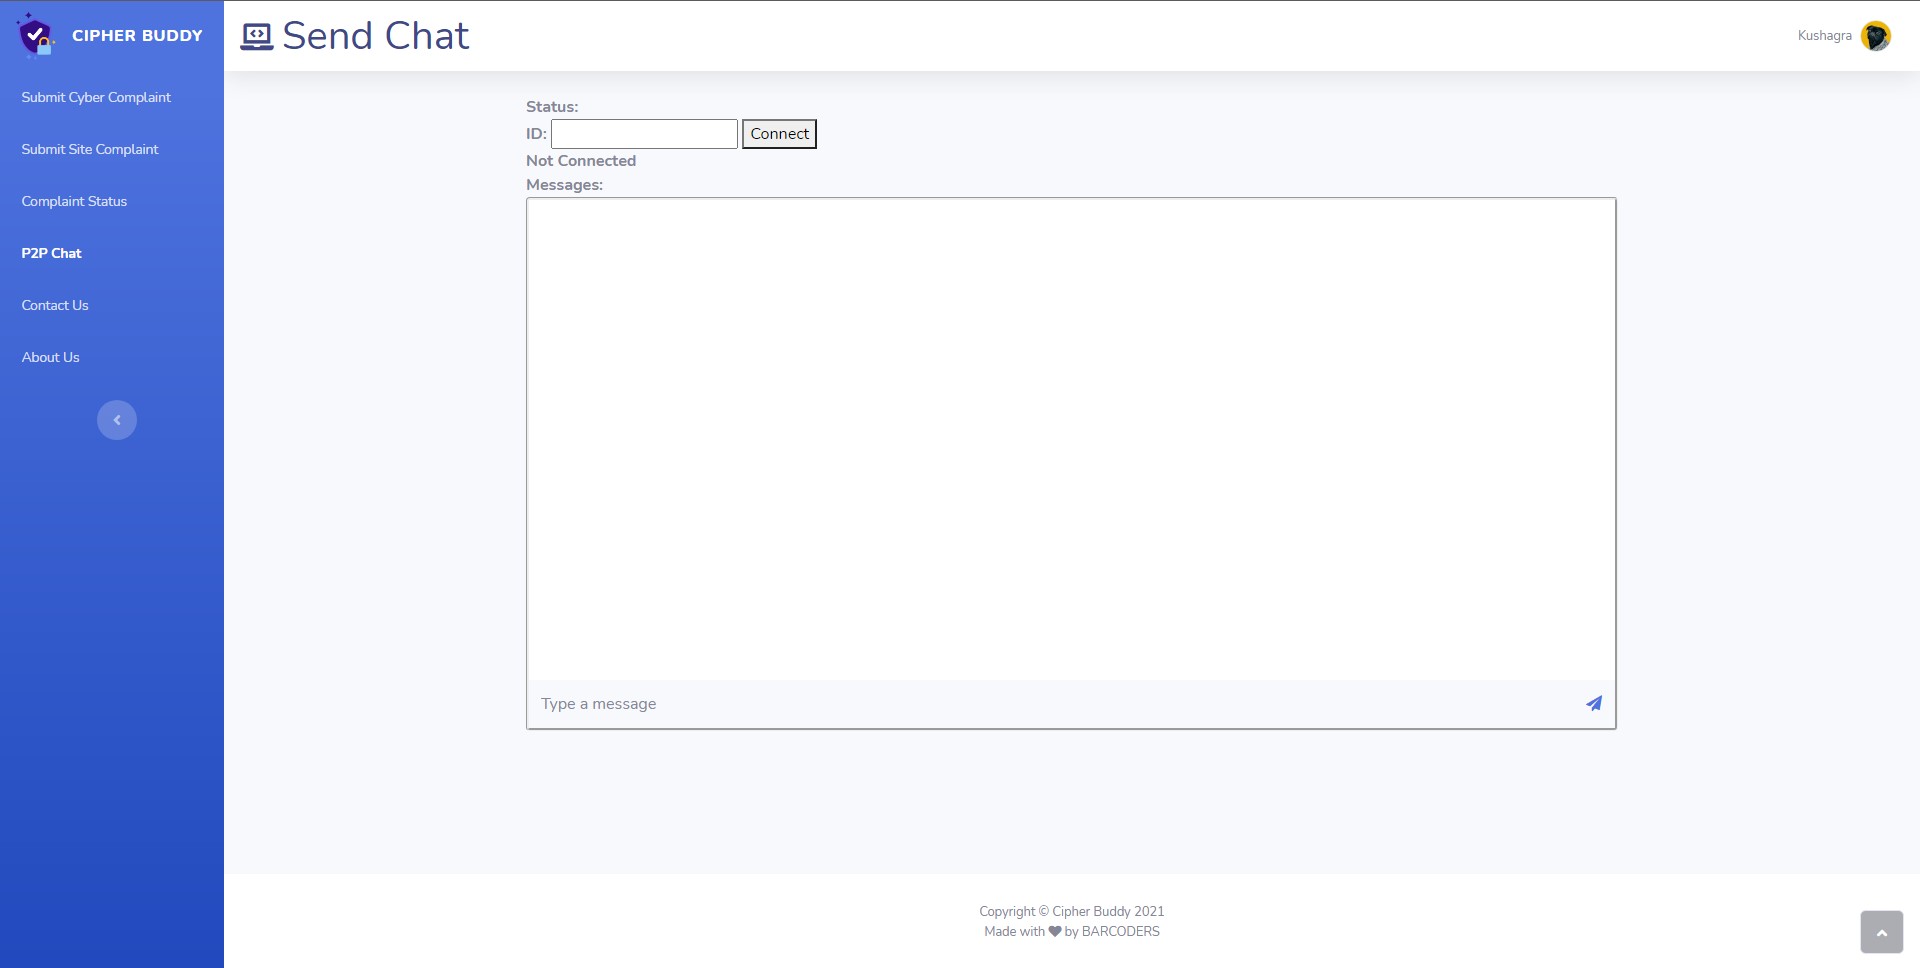 CIPHER BUDDY
Send Chat
Kushagra
Submit Cyber Complaint
Submit Site Complaint
Complaint Status
P2P Chat
Contact Us
About Us
Status:
ID:
Connect
Not Connected
Messages:
Type a message
Copyright © Cipher Buddy 2021
Made with ❤ by BARCODERS